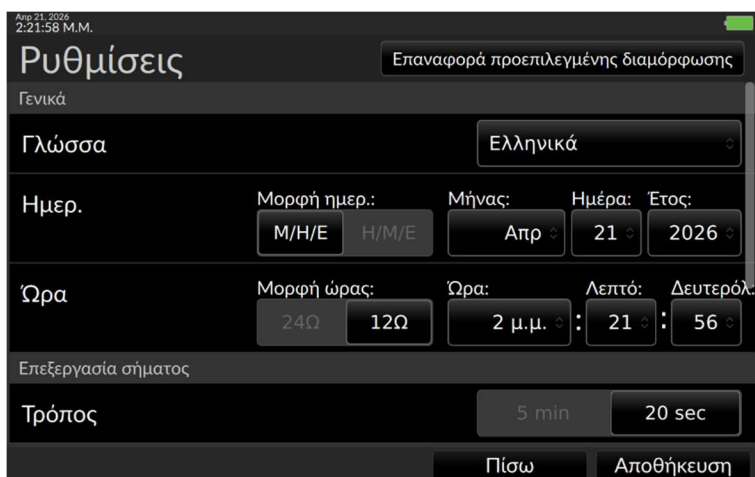 Απρ 21, 2026
2:21:58 Μ.Μ.
Ρυθμίσεις
Επαναφορά προεπιλεγμένης διαμόρφωσης
Γενικά
Γλώσσα
Ελληνικά
Ημερ.
Μορφή ημερ.: Μήνας: Ημέρα: Έτος:
Μ/Η/Ε Η/Μ/Ε Απρ 21 2026
Ώρα
Μορφή ώρας: Ώρα: Λεπτό: Δευτερόλ:
24Ω 12Ω 2 μ.μ. : 21 : 56
Επεξεργασία σήματος
Τρόπος
5 min 20 sec
Πίσω Αποθήκευση